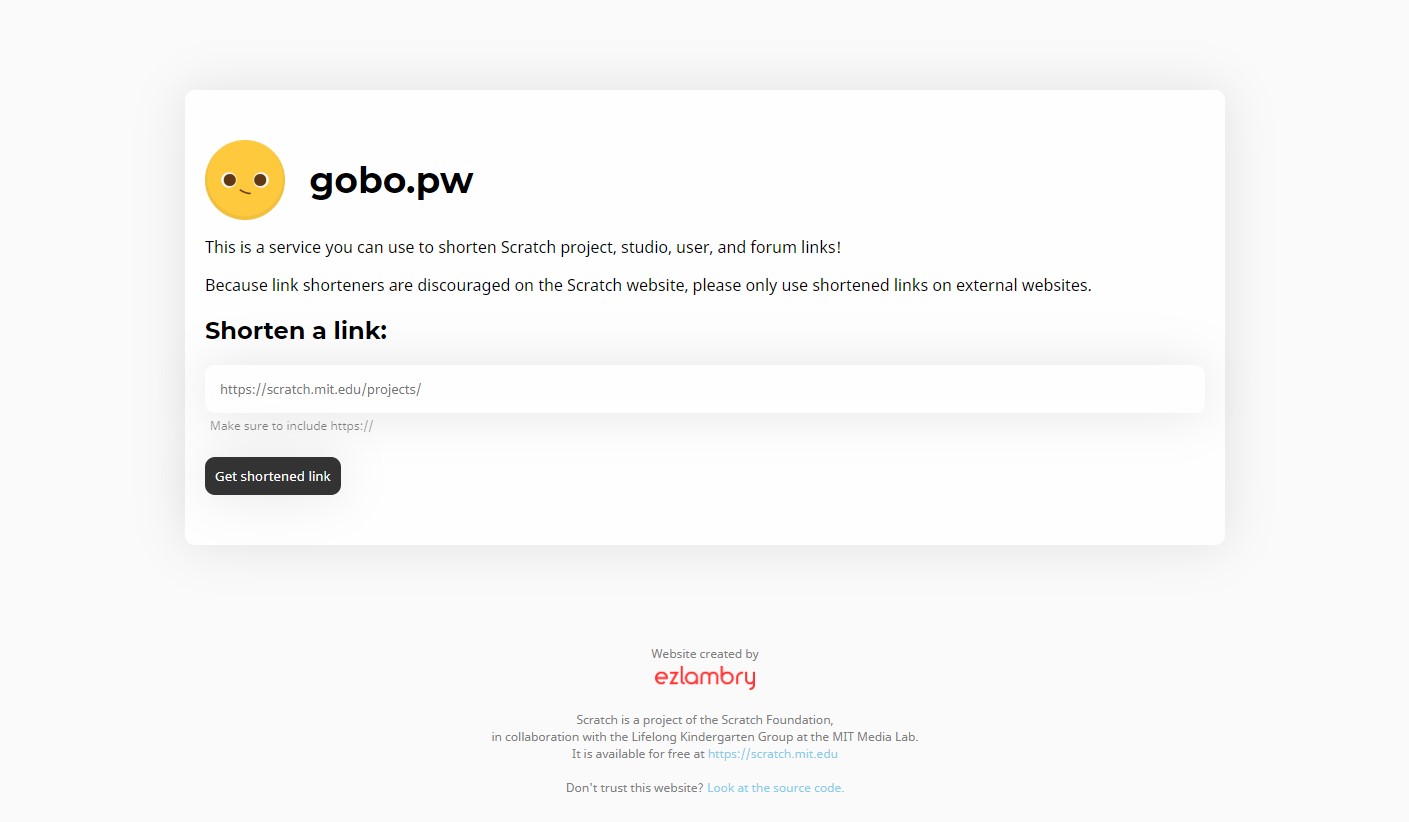 gobo.pw
This is a service you can use to shorten Scratch project, studio, user, and forum links!
Because link shorteners are discouraged on the Scratch website, please only use shortened links on external websites.
Shorten a link:
https://scratch.mit.edu/projects/
Make sure to include https://
Get shortened link
Website created by
ezlambry
Scratch is a project of the Scratch Foundation,
in collaboration with the Lifelong Kindergarten Group at the MIT Media Lab.
It is available for free at https://scratch.mit.edu
Don't trust this website? Look at the source code.